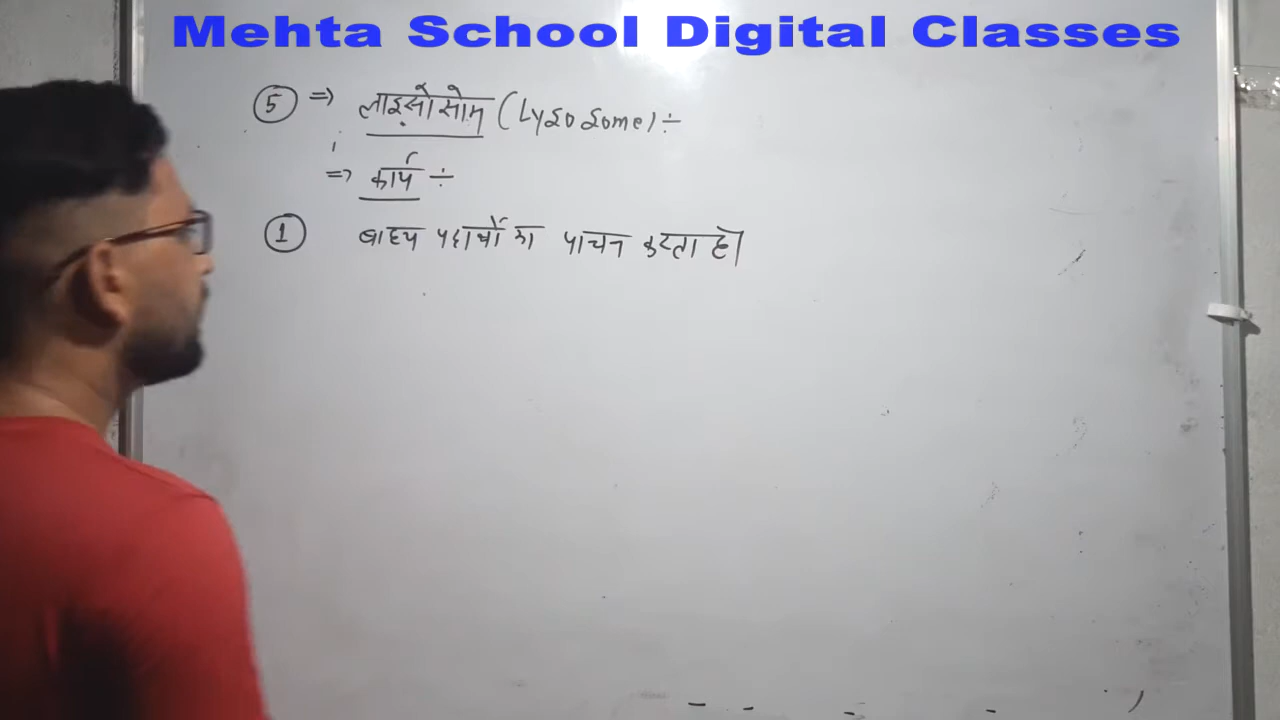 Mehta School Digital Classes
⑤ ⇒ लाइसोसोम (Lysosome) ÷
⇒ कार्य ÷
① बाह्य पदार्थों का पाचन करता है।